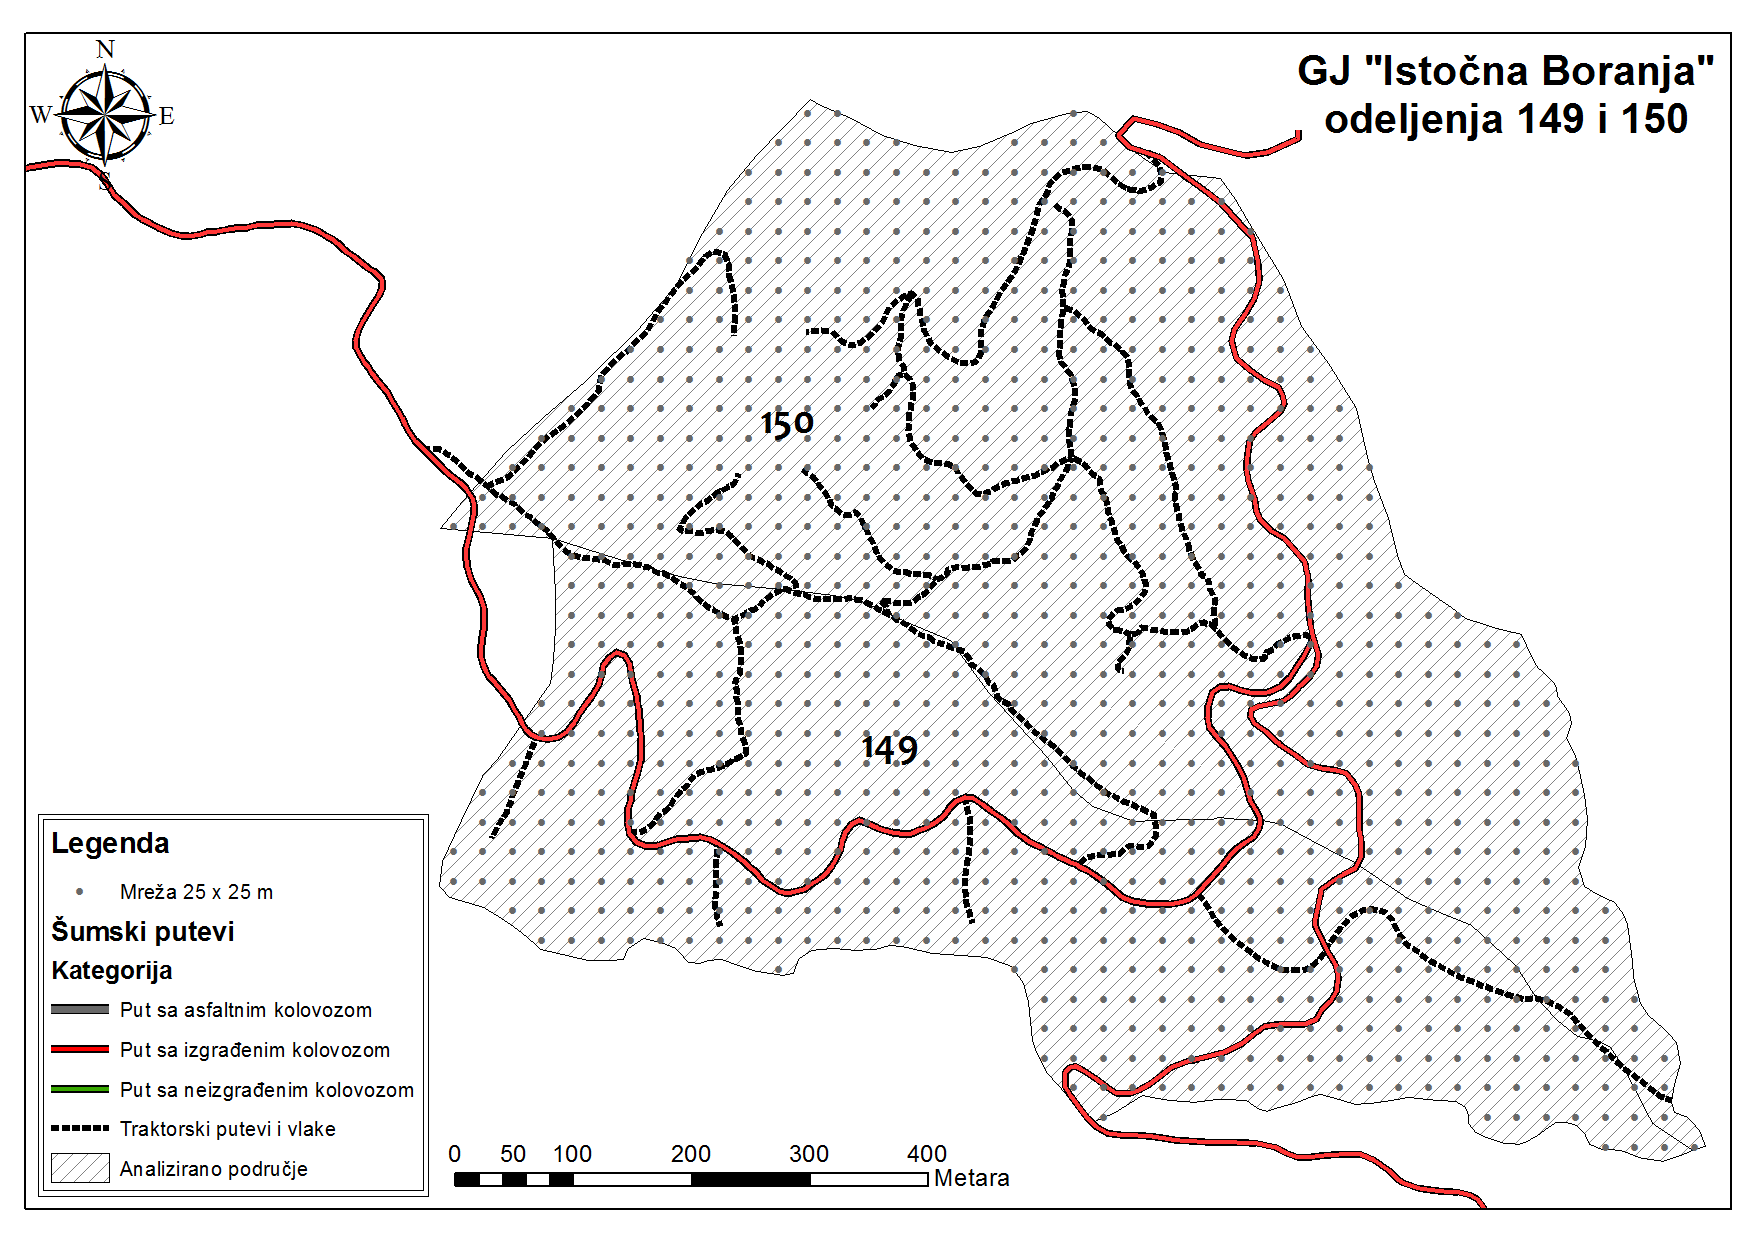 N
W E
S
GJ "Istočna Boranja"
odeljenja 149 i 150
150
149
Legenda
Mreža 25 x 25 m
Šumski putevi
Kategorija
Put sa asfaltnim kolovozom
Put sa izgrađenim kolovozom
Put sa neizgrađenim kolovozom
Traktorski putevi i vlake
Analizirano područje
0 50 100 200 300 400
Metara